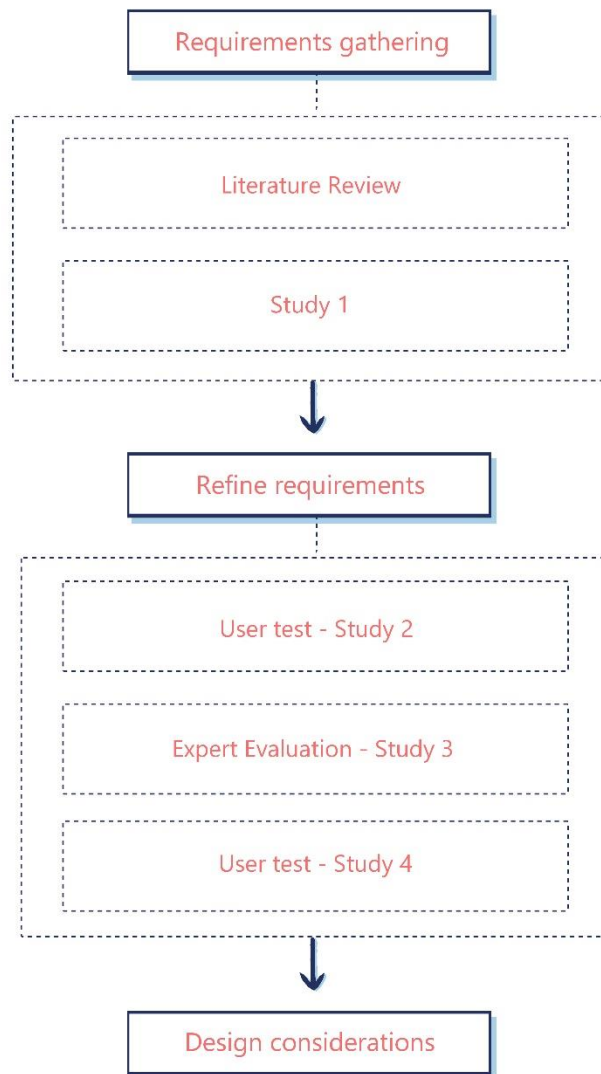 Requirements gathering
Literature Review
Study 1
Refine requirements
User test - Study 2
Expert Evaluation - Study 3
User test - Study 4
Design considerations